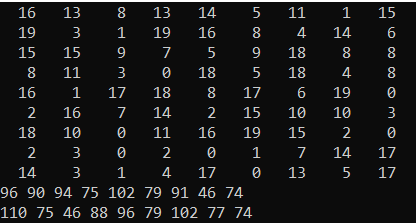 16 13 8 13 14 5 11 1 15
19 3 1 19 16 8 4 14 6
15 15 9 7 5 9 18 8 8
8 11 3 0 18 5 18 4 8
16 1 17 18 8 17 6 19 0
2 16 7 14 2 15 10 10 3
18 10 0 11 16 19 15 2 0
2 3 0 2 0 1 7 14 17
14 3 1 4 17 0 13 5 17
96 90 94 75 102 79 91 46 74
110 75 46 88 96 79 102 77 74